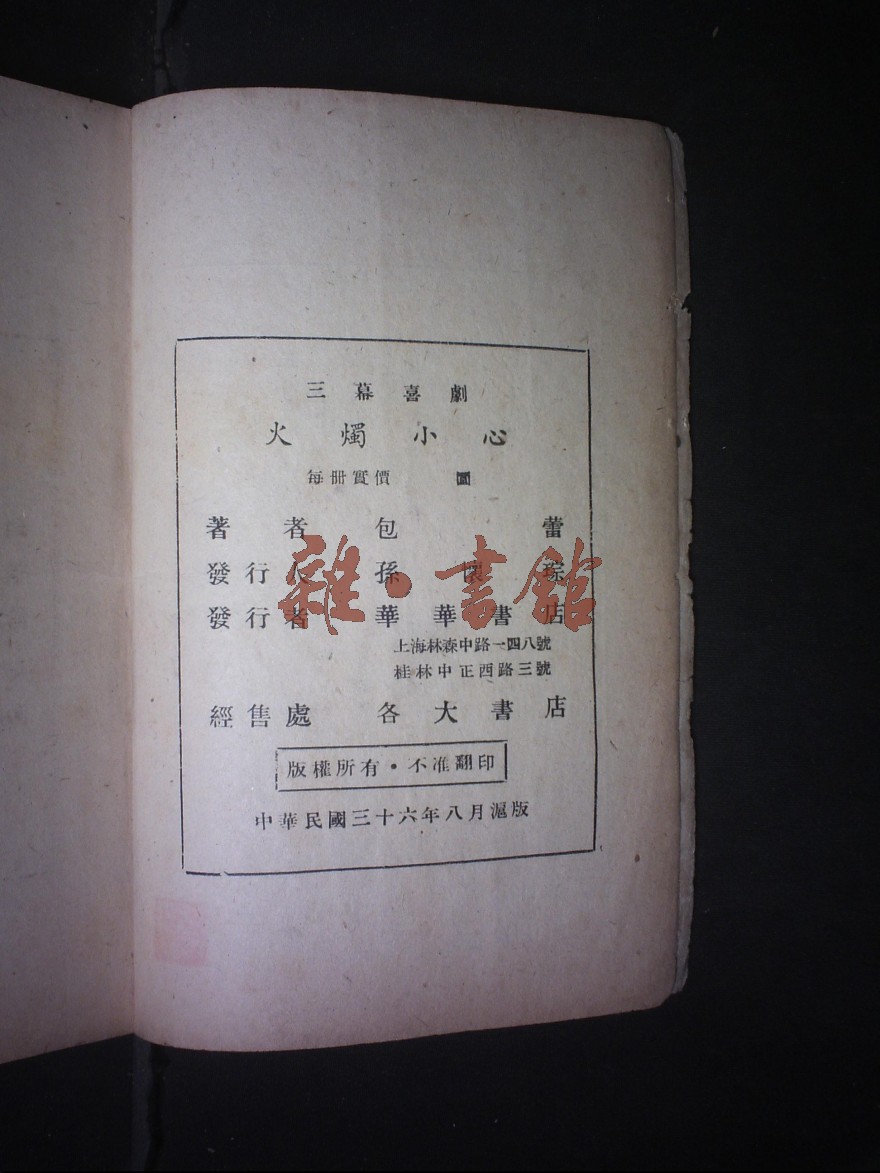 三幕喜劇
火燭小心
每冊實價 圓
著者 包蕾
發行人 孫懷琮
發行者 華華書店
上海林森中路一四八號
桂林中正西路三號
經售處 各大書店
版權所有·不准翻印
中華民國三十六年八月滬版
雜·書館